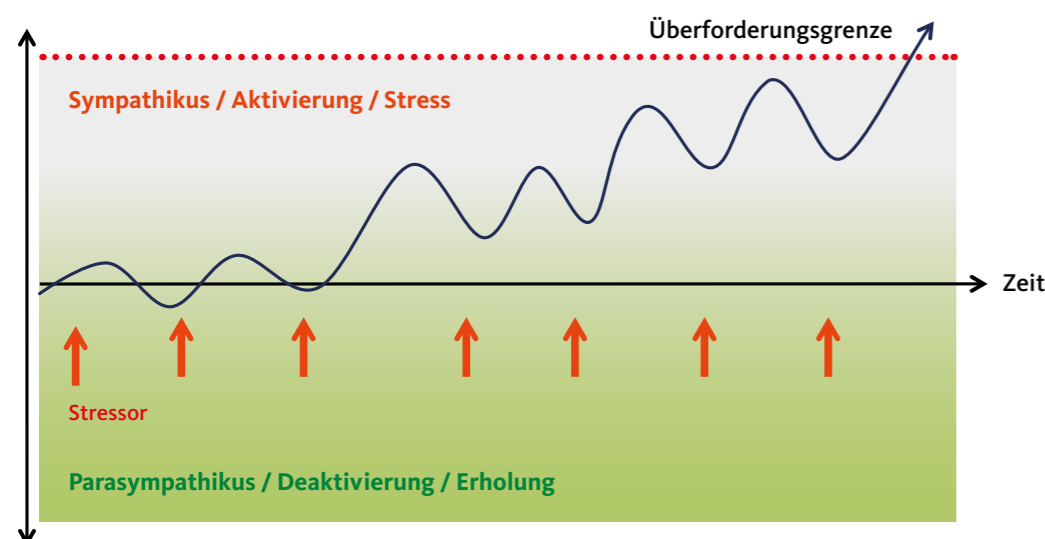 Überforderungsgrenze
Sympathikus / Aktivierung / Stress
Zeit
Stressor
Parasympathikus / Deaktivierung / Erholung